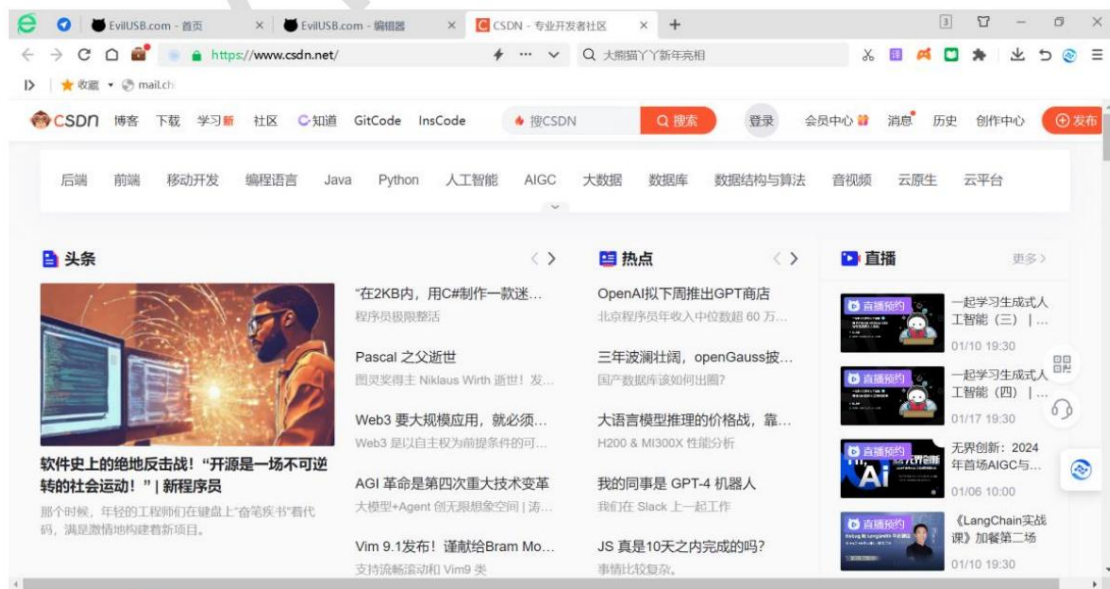 EvilUSB.com - 首页
EvilUSB.com - 编辑器
CSDN - 专业开发者社区
3
https://www.csdn.net/
大熊猫丫丫新年亮相
收藏
mail.ch
CSDN 博客 下载 学习 新 社区 知道 GitCode InsCode 搜CSDN 搜索 登录 会员中心 消息 历史 创作中心 发布
后端 前端 移动开发 编程语言 Java Python 人工智能 AIGC 大数据 数据库 数据结构与算法 音视频 云原生 云平台
头条
软件史上的绝地反击战!“开源是一场不可逆
转的社会运动!” | 新程序员
那个时候,年轻的工程师们在键盘上“奋笔疾书”着代
码,满是激情地构建着新项目。
“在2KB内,用C#制作一款迷…
程序员极限整活
Pascal 之父逝世
图灵奖得主 Niklaus Wirth 逝世!发…
Web3 要大规模应用,就必须…
Web3 是以自主权为前提条件的可…
AGI 革命是第四次重大技术变革
大模型+Agent 创无限想象空间 | 涛…
Vim 9.1发布!谨献给Bram Mo…
支持流畅滚动和 Vim9 类
热点
OpenAI拟下周推出GPT商店
北京程序员年收入中位数超 60 万…
三年波澜壮阔,openGauss披…
国产数据库该如何出圈?
大语言模型推理的价格战,靠…
H200 & MI300X 性能分析
我的同事是 GPT-4 机器人
我们在 Slack 上一起工作
JS 真是10天之内完成的吗?
事情比较复杂。
直播 更多
直播预约
一起学习生成式人
工智能(三) | …
01/10 19:30
直播预约
一起学习生成式人
工智能(四) | …
01/17 19:30
直播预约
Ai
无界创新:2024
年首场AIGC与…
01/06 10:00
直播预约
《LangChain实战
课》加餐第二场
01/10 19:30